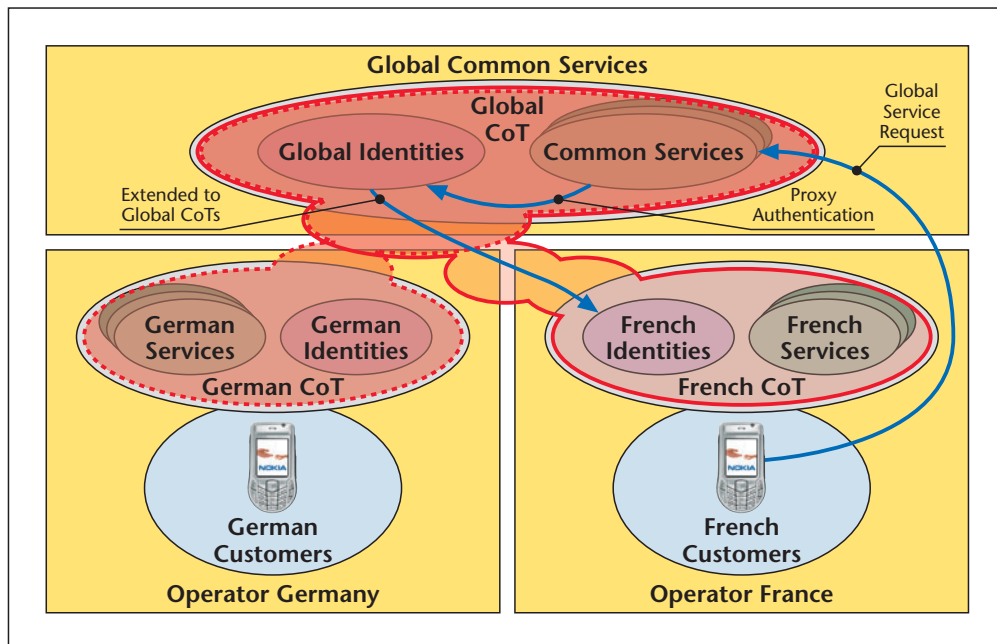 Global Common Services
Global
CoT
Global
Service
Request
Global Identities
Common Services
Extended to
Global CoTs
Proxy
Authentication
German
Services
German
Identities
German CoT
French
Identities
French
Services
French CoT
NOKIA
NOKIA
German
Customers
French
Customers
Operator Germany
Operator France